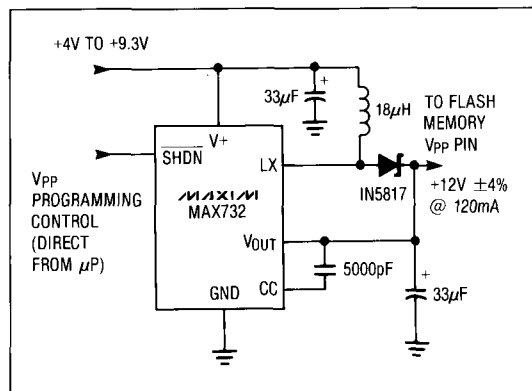 +4V TO +9.3V
33µF
+
18µH
TO FLASH
MEMORY
VPP PIN
V+
SHDN
LX
IN5817
+12V ±4%
@ 120mA
VPP
PROGRAMMING
CONTROL
(DIRECT
FROM µP)
MAXIM
MAX732
VOUT
5000pF
CC
+
33µF
GND